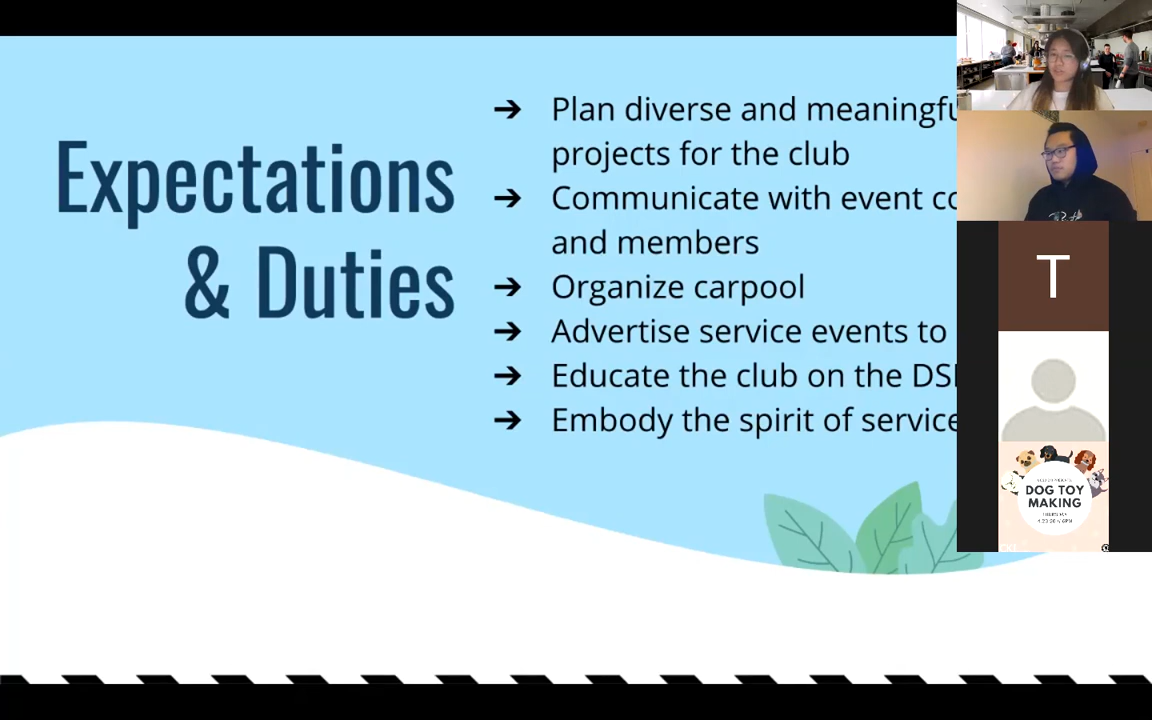 Expectations
& Duties
➔ Plan diverse and meaningfu
projects for the club
➔ Communicate with event co
and members
➔ Organize carpool
➔ Advertise service events to
➔ Educate the club on the
➔ Embody the spirit of service
T
DOG TOY
MAKING